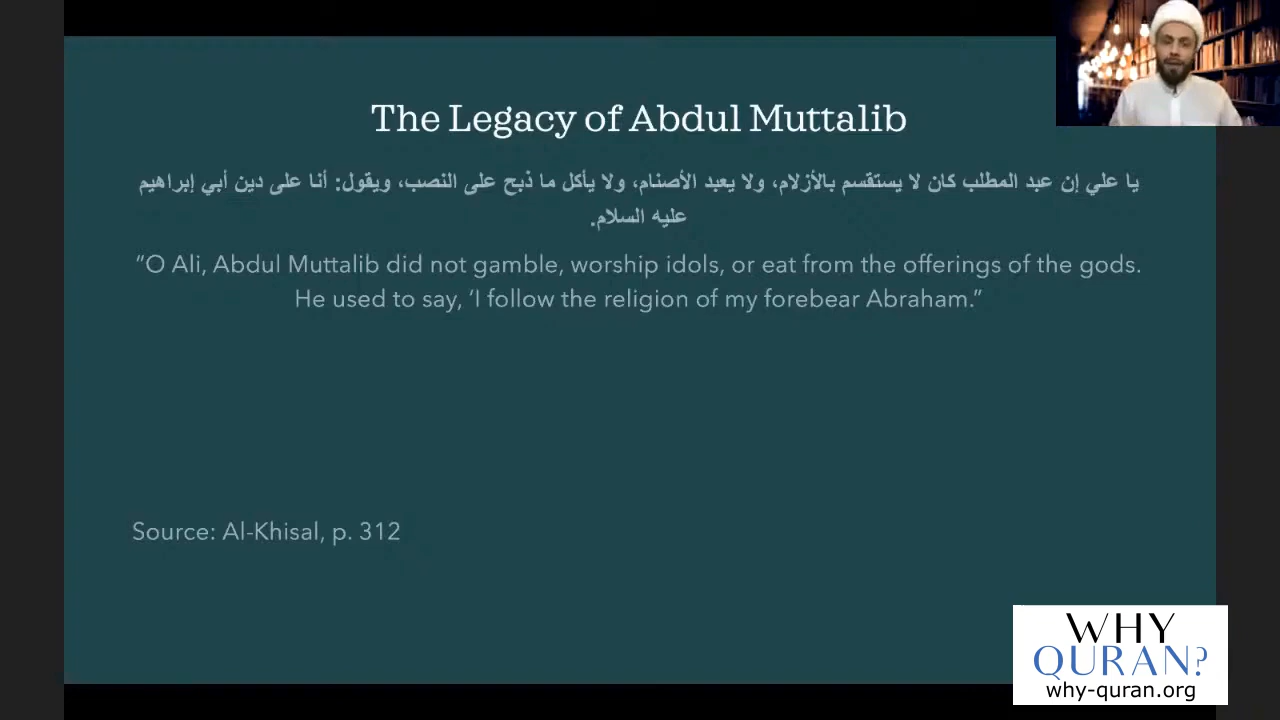 The Legacy of Abdul Muttalib
يا علي إن عبد المطلب كان لا يستقسم بالأزلام، ولا يعبد الأصنام، ولا يأكل ما ذبح على النصب، ويقول: أنا على دين أبي إبراهيم
عليه السلام.
"O Ali, Abdul Muttalib did not gamble, worship idols, or eat from the offerings of the gods.
He used to say, 'I follow the religion of my forebear Abraham."
Source: Al-Khisal, p. 312
WHY
QURAN?
why-quran.org